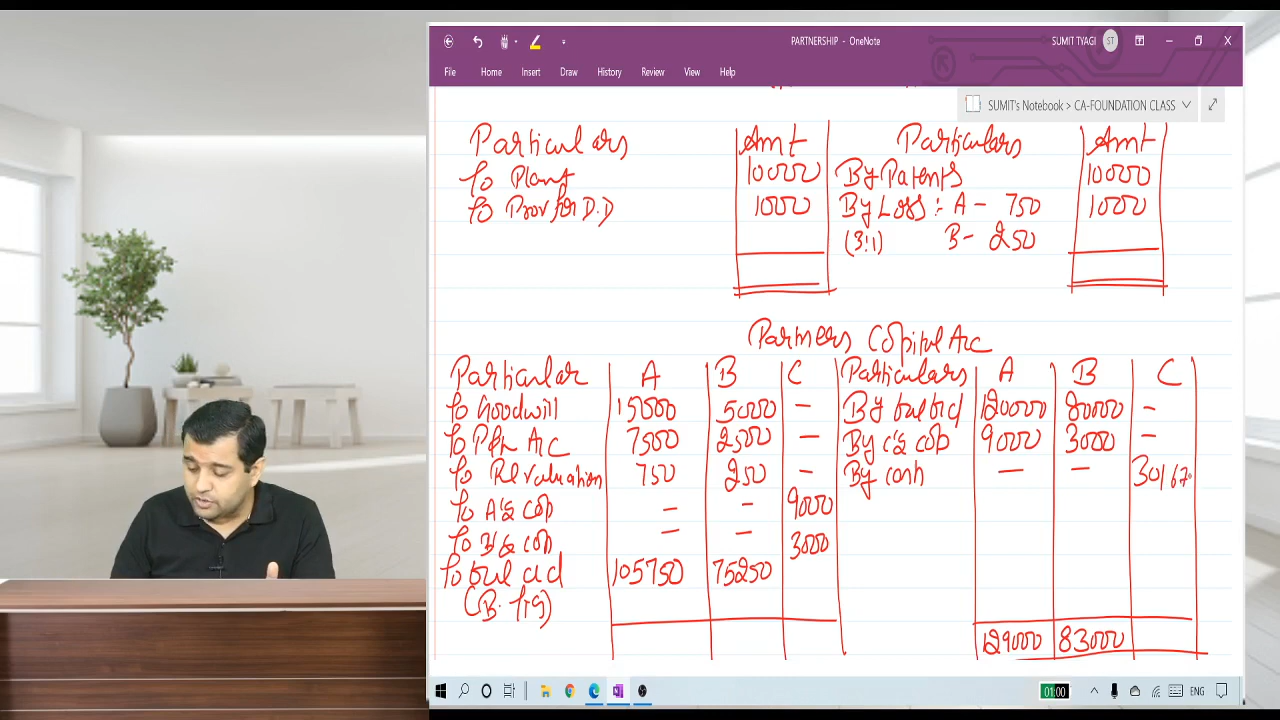 PARTNERSHIP - OneNote
SUMIT TYAGI ST
File Home Insert Draw History Review View Help
SUMIT's Notebook > CA-FOUNDATION CLASS
Particulars Amt Particulars Amt
To Plant 10000 By Patents 10000
To Prov for D.D 1000 By Loss :- A - 750 1000
(3:1) B - 250
Partners Capital A/c
Particular A B C Particulars A B C
To Goodwill 15000 5000 - By bal b/d 120000 80000 -
To P&L A/C 7500 2500 - By C's cap 9000 3000 -
To Revaluation 750 250 - By cash - - 30167
To A's cap - - 9000
To B's cap - - 3000
To bal c/d 105750 75250
(B. fig)
129000 83000
01:00 ENG